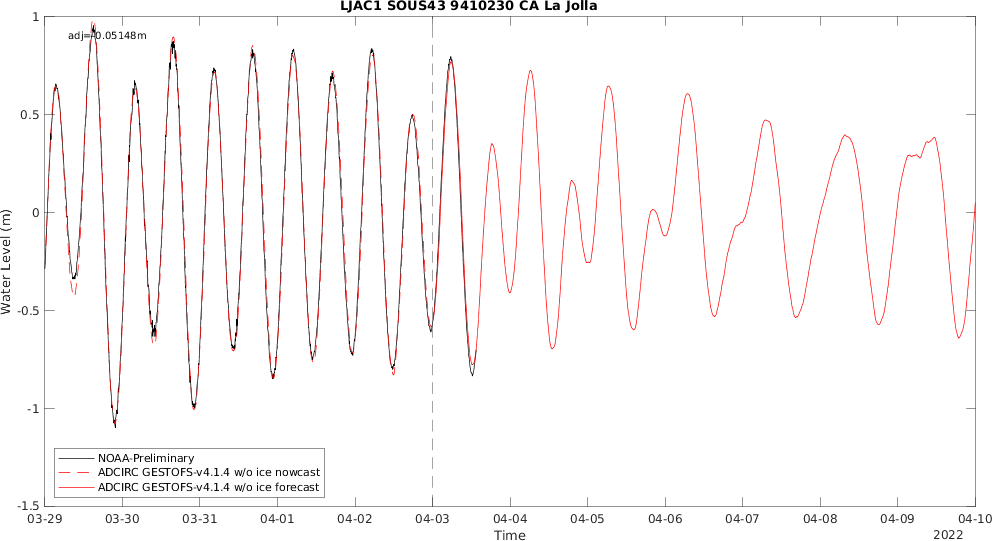 LJAC1 SOUS43 9410230 CA La Jolla
adj=-0.05148m
1
0.5
0
-0.5
-1
-1.5
Water Level (m)
NOAA-Preliminary
ADCIRC GESTOFS-v4.1.4 w/o ice nowcast
ADCIRC GESTOFS-v4.1.4 w/o ice forecast
03-29 03-30 03-31 04-01 04-02 04-03 04-04 04-05 04-06 04-07 04-08 04-09 04-10
Time
2022